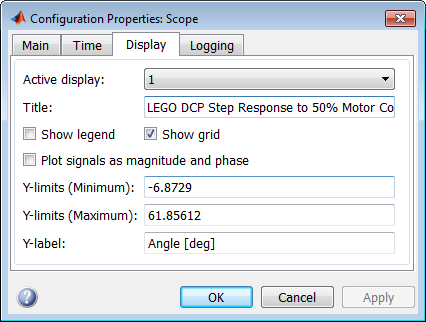 Configuration Properties: Scope
Main Time Display Logging
Active display: 1
Title: LEGO DCP Step Response to 50% Motor Co
Show legend Show grid
Plot signals as magnitude and phase
Y-limits (Minimum): -6.8729
Y-limits (Maximum): 61.85612
Y-label: Angle [deg]
? OK Cancel Apply